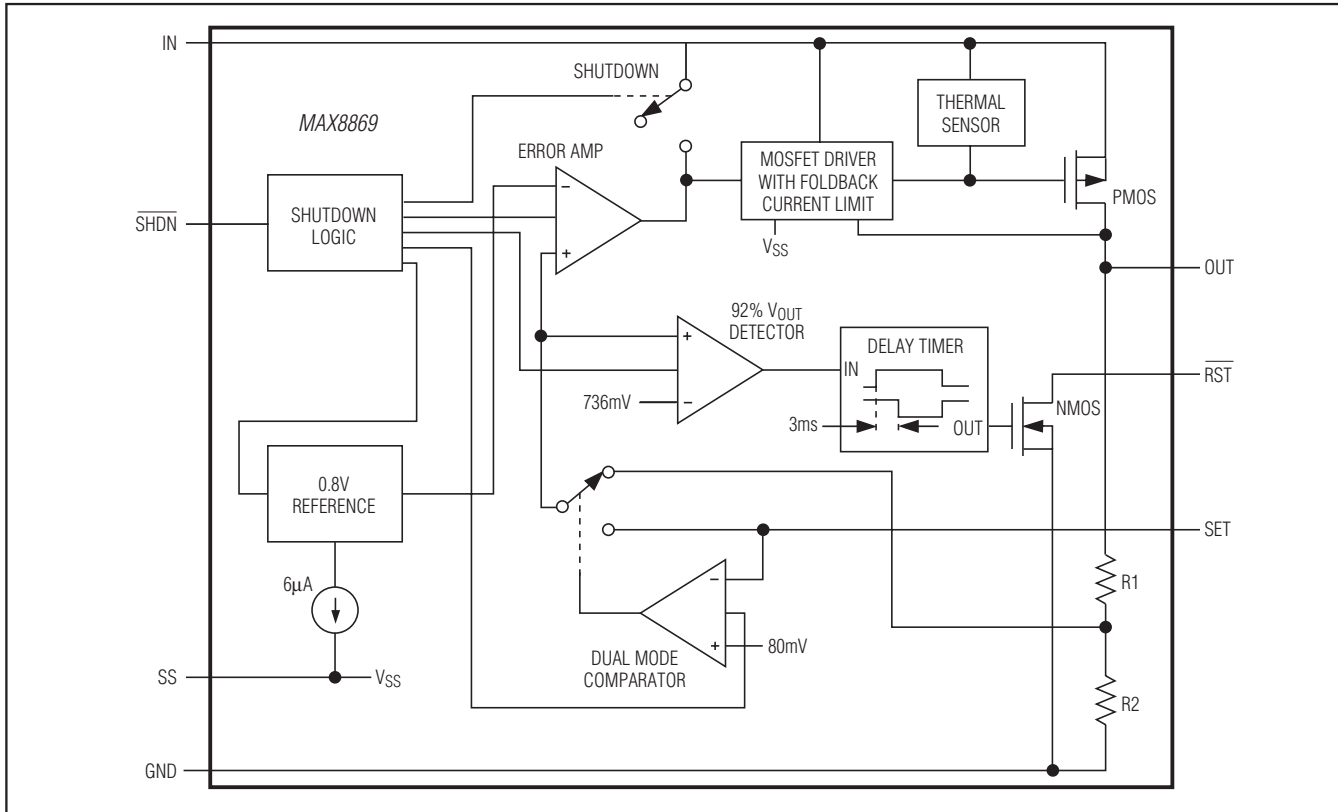 IN
SHUTDOWN
MAX8869
THERMAL
SENSOR
ERROR AMP
MOSFET DRIVER
WITH FOLDBACK
CURRENT LIMIT
−
+
PMOS
SHDN
SHUTDOWN
LOGIC
VSS
OUT
92% VOUT
DETECTOR
+
−
736mV
DELAY TIMER
IN
3ms
OUT
NMOS
RST
0.8V
REFERENCE
SET
6µA
−
+
80mV
R1
DUAL MODE
COMPARATOR
SS
VSS
R2
GND